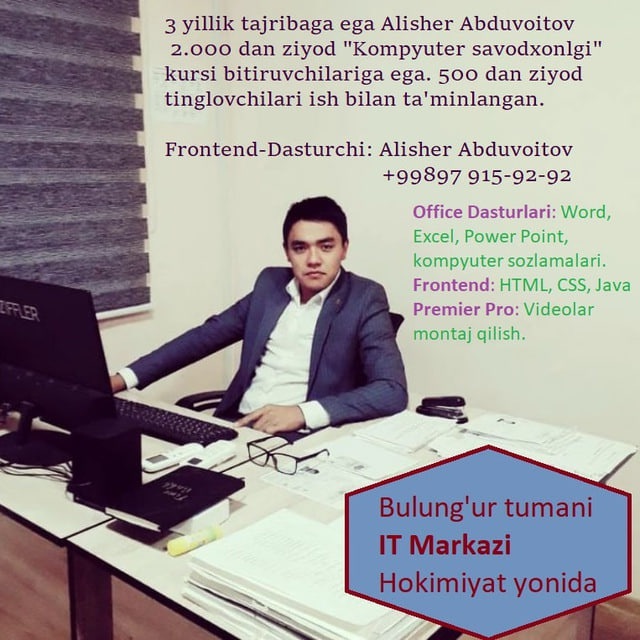 3 yillik tajribaga ega Alisher Abduvoitov
2.000 dan ziyod "Kompyuter savodxonlgi"
kursi bitiruvchilariga ega. 500 dan ziyod
tinglovchilari ish bilan ta'minlangan.
Frontend-Dasturchi: Alisher Abduvoitov
+99897 915-92-92
Office Dasturlari: Word,
Excel, Power Point,
kompyuter sozlamalari.
Frontend: HTML, CSS, Java
Premier Pro: Videolar
montaj qilish.
ZIFFLER
Bulung'ur tumani
IT Markazi
Hokimiyat yonida